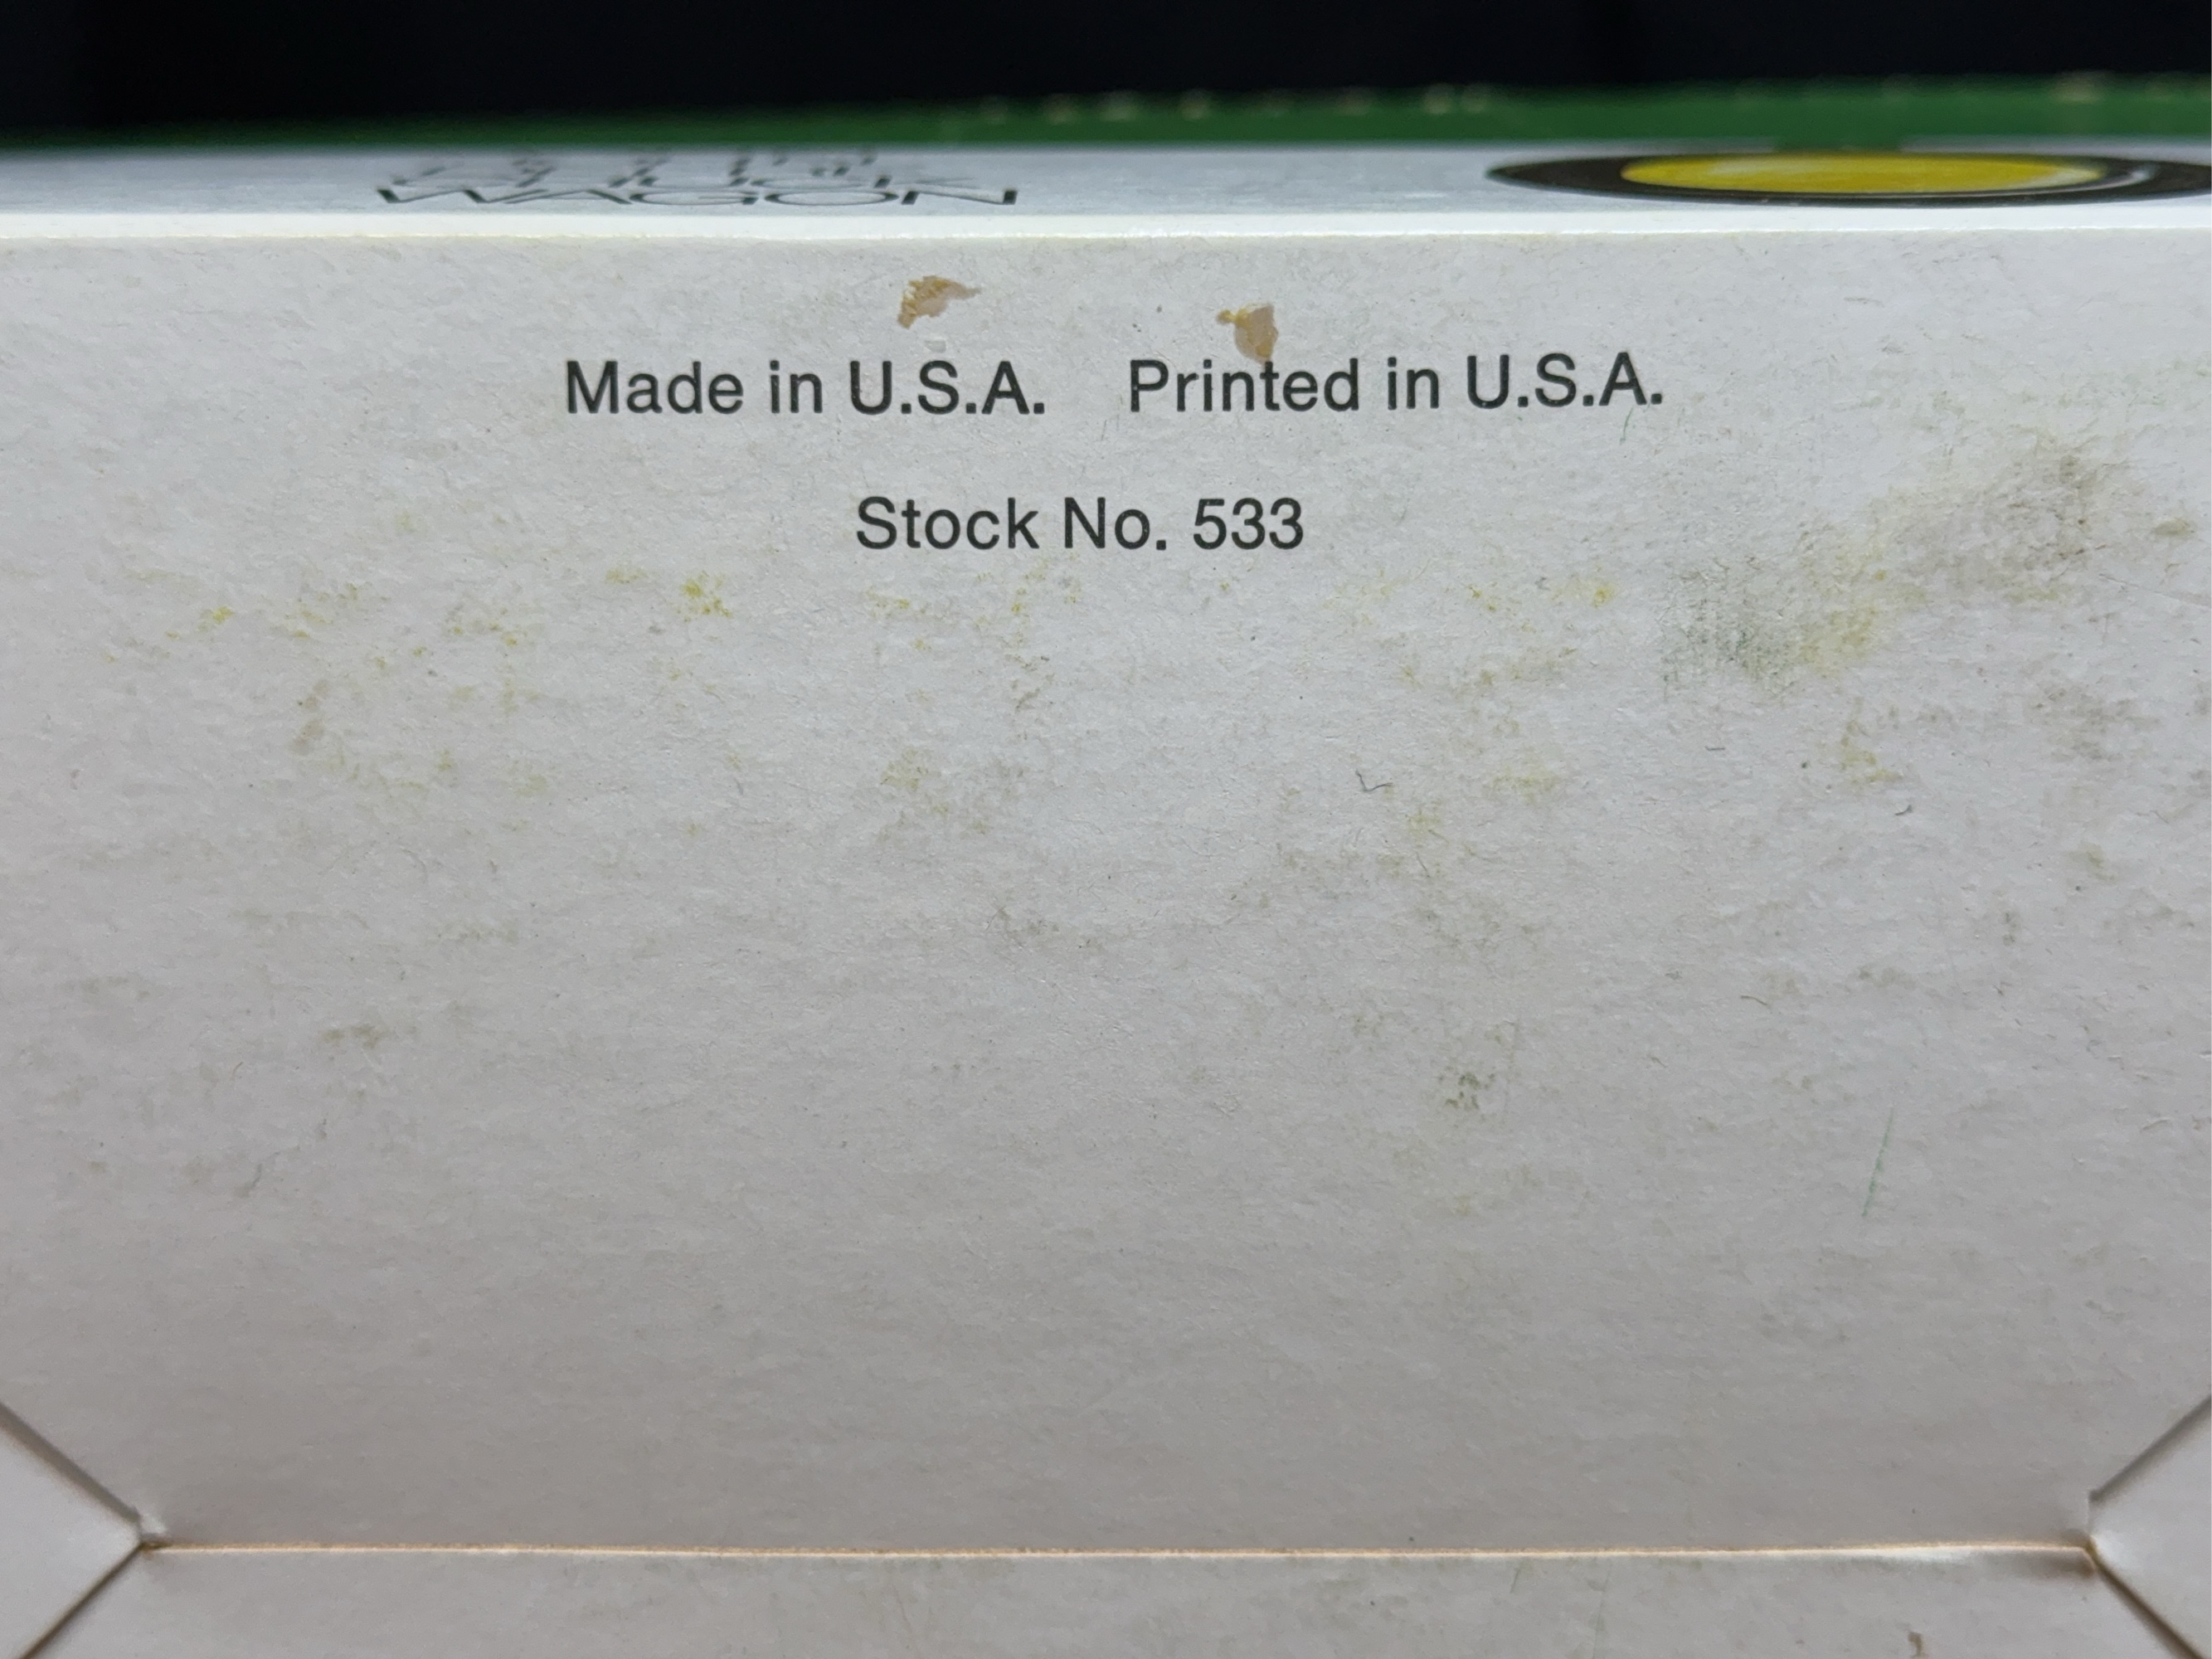 WAGON
Made in U.S.A. Printed in U.S.A.
Stock No. 533